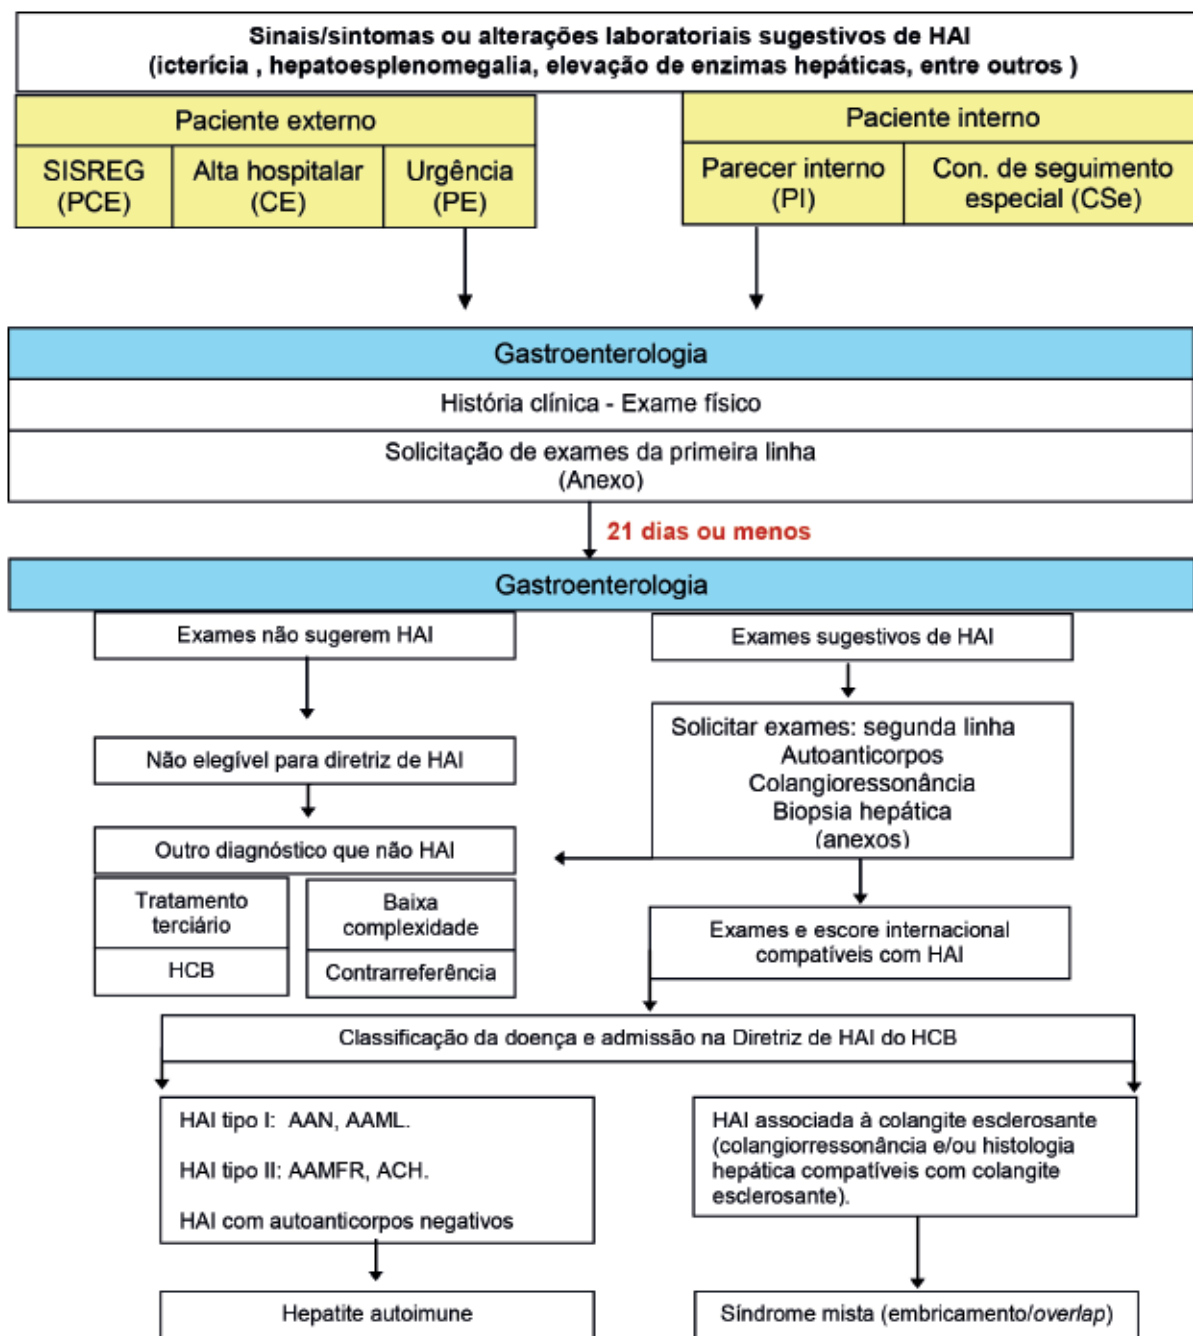 Sinais/sintomas ou alterações laboratoriais sugestivos de HAI
(icterícia , hepatoesplenomegalia, elevação de enzimas hepáticas, entre outros )
Paciente externo
SISREG
(PCE)
Alta hospitalar
(CE)
Urgência
(PE)
Paciente interno
Parecer interno
(PI)
Con. de seguimento
especial (CSe)
Gastroenterologia
História clínica - Exame físico
Solicitação de exames da primeira linha
(Anexo)
21 dias ou menos
Gastroenterologia
Exames não sugerem HAI
Não elegível para diretriz de HAI
Outro diagnóstico que não HAI
Tratamento
terciário
HCB
Baixa
complexidade
Contrarreferência
Exames sugestivos de HAI
Solicitar exames: segunda linha
Autoanticorpos
Colangioressonância
Biopsia hepática
(anexos)
Exames e escore internacional
compatíveis com HAI
Classificação da doença e admissão na Diretriz de HAI do HCB
HAI tipo I: AAN, AAML.
HAI tipo II: AAMFR, ACH.
HAI com autoanticorpos negativos
Hepatite autoimune
HAI associada à colangite esclerosante
(colangiorressonância e/ou histologia
hepática compatíveis com colangite
esclerosante).
Síndrome mista (embricamento/overlap)